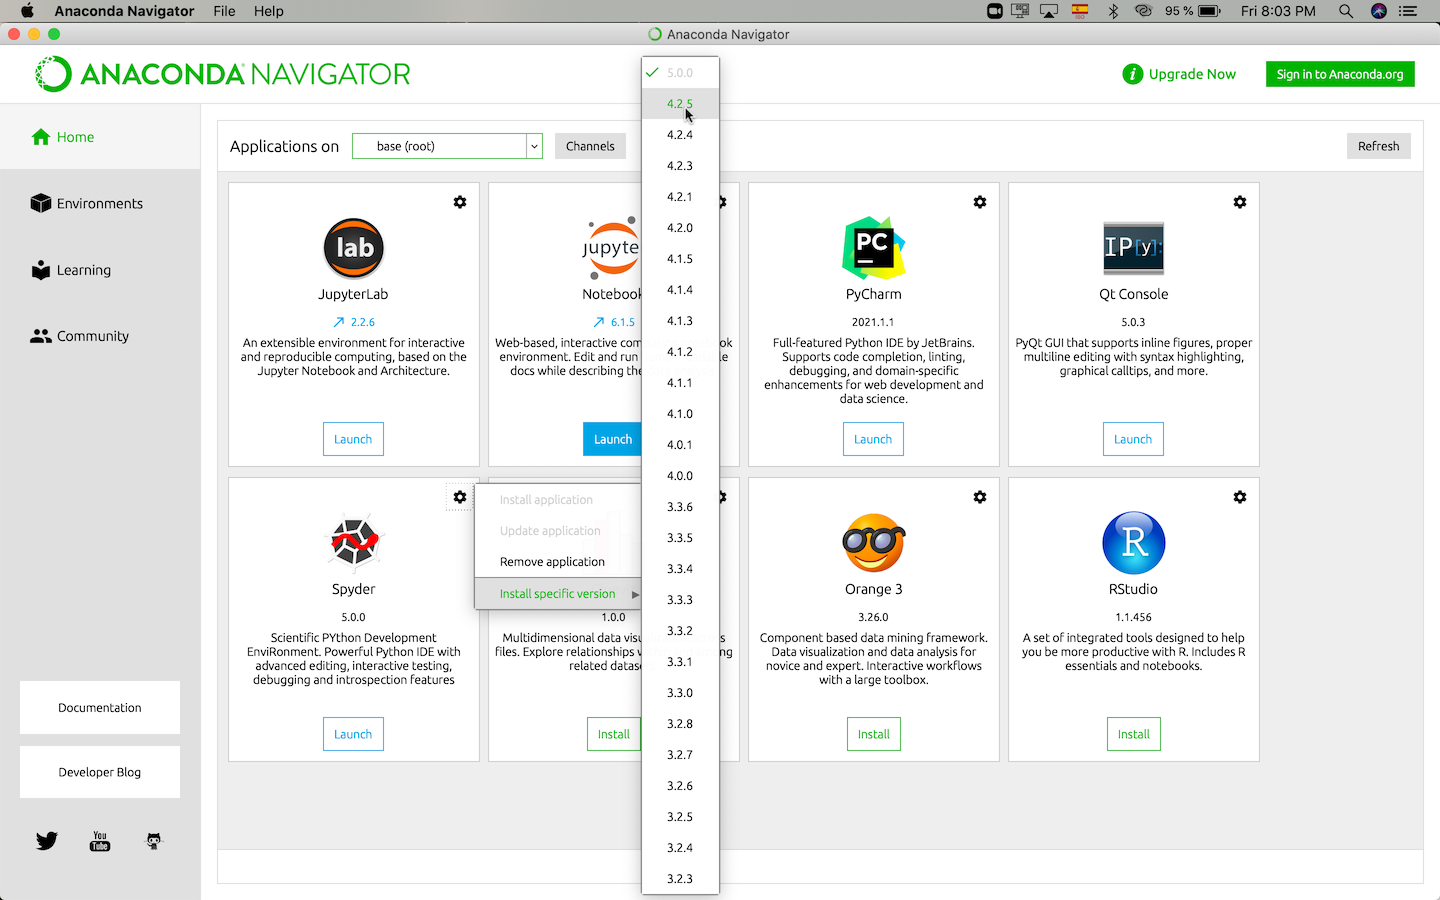 Anaconda Navigator File Help
95 % Fri 8:03 PM
Anaconda Navigator
ANACONDA NAVIGATOR
Upgrade Now
Sign in to Anaconda.org
Home
Environments
Learning
Community
Documentation
Developer Blog
You
Tube
Applications on
base (root)
Channels
Refresh
lab
JupyterLab
2.2.6
An extensible environment for interactive
and reproducible computing, based on the
Jupyter Notebook and Architecture.
Launch
jupyte
Notebook
6.1.5
Web-based, interactive com ok
environment. Edit and run
docs while describing the
Launch
PC
PyCharm
2021.1.1
Full-featured Python IDE by JetBrains.
Supports code completion, linting,
debugging, and domain-specific
enhancements for web development and
data science.
Launch
IP[y]:
Qt Console
5.0.3
PyQt GUI that supports inline figures, proper
multiline editing with syntax highlighting,
graphical calltips, and more.
Launch
Spyder
5.0.0
Scientific PYthon Development
EnviRonment. Powerful Python IDE with
advanced editing, interactive testing,
debugging and introspection features
Launch
Install application
Update application
Remove application
Install specific version
1.0.0
Multidimensional data visu
files. Explore relationships
related datase
Install
Orange 3
3.26.0
Component based data mining framework.
Data visualization and data analysis for
novice and expert. Interactive workflows
with a large toolbox.
Install
R
RStudio
1.1.456
A set of integrated tools designed to help
you be more productive with R. Includes R
essentials and notebooks.
Install
5.0.0
4.2.5
4.2.4
4.2.3
4.2.1
4.2.0
4.1.5
4.1.4
4.1.3
4.1.2
4.1.1
4.1.0
4.0.1
4.0.0
3.3.6
3.3.5
3.3.4
3.3.3
3.3.2
3.3.1
3.3.0
3.2.8
3.2.7
3.2.6
3.2.5
3.2.4
3.2.3